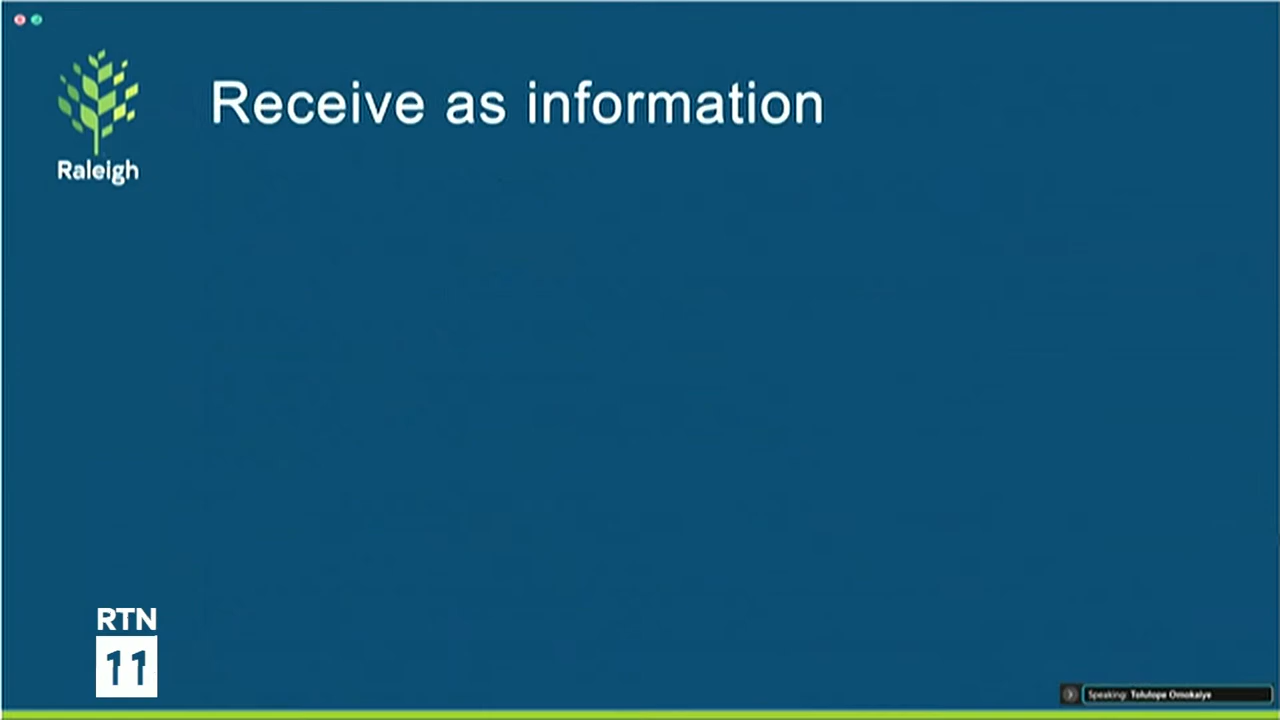 Receive as information
Raleigh
RTN
11
Speaking: Tolulope Omokaiye